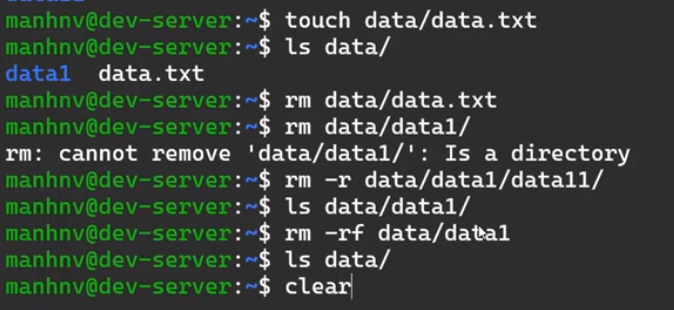 manhnv@dev-server:~$ touch data/data.txt
manhnv@dev-server:~$ ls data/
data1  data.txt
manhnv@dev-server:~$ rm data/data.txt
manhnv@dev-server:~$ rm data/data1/
rm: cannot remove 'data/data1/': Is a directory
manhnv@dev-server:~$ rm -r data/data1/data11/
manhnv@dev-server:~$ ls data/data1/
manhnv@dev-server:~$ rm -rf data/data1
manhnv@dev-server:~$ ls data/
manhnv@dev-server:~$ clear